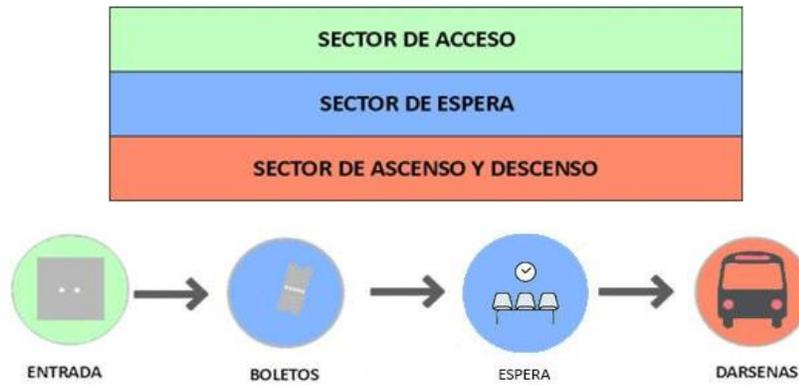 SECTOR DE ACCESO
SECTOR DE ESPERA
SECTOR DE ASCENSO Y DESCENSO
ENTRADA
BOLETOS
ESPERA
DARSENAS